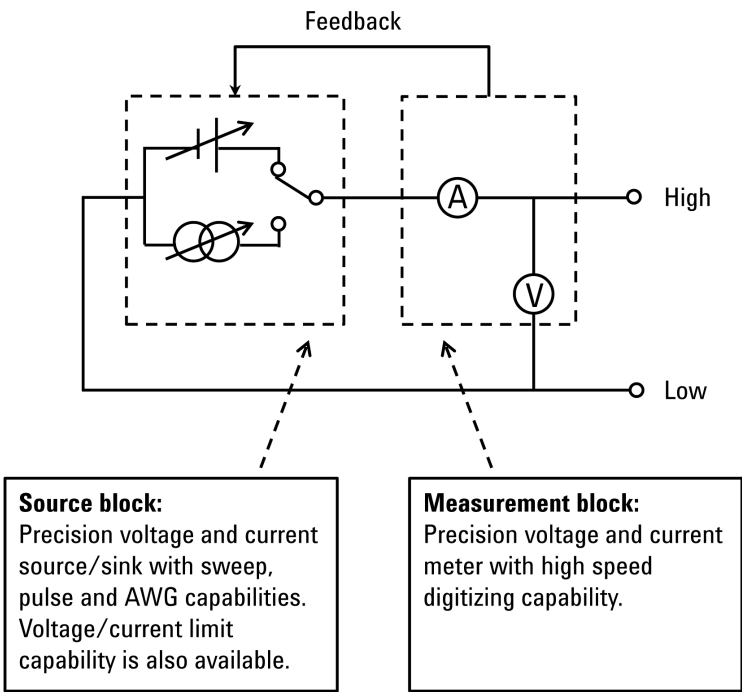 Feedback
A
High
V
Low
Source block:
Precision voltage and current
source/sink with sweep,
pulse and AWG capabilities.
Voltage/current limit
capability is also available.
Measurement block:
Precision voltage and current
meter with high speed
digitizing capability.